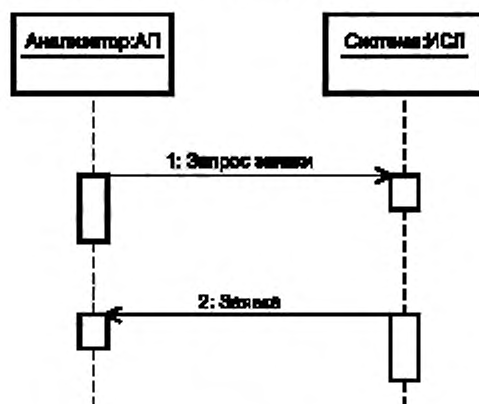 Анализатор:АП
Система:ИСЛ
1: Запрос заявки
2: Заявка